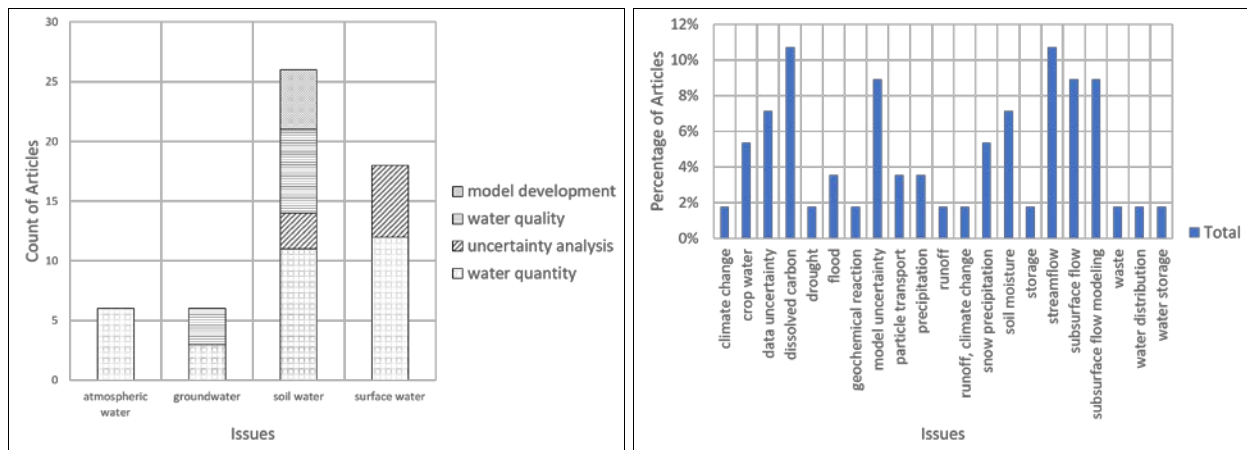 30
25
20
15
10
5
0
Count of Articles
atmospheric
water
groundwater
soil water
surface water
Issues
model development
water quality
uncertainty analysis
water quantity
12%
10%
8%
6%
4%
2%
0%
Percentage of Articles
climate change
crop water
data uncertainty
dissolved carbon
drought
flood
geochemical reaction
model uncertainty
particle transport
precipitation
runoff
runoff, climate change
snow precipitation
soil moisture
storage
streamflow
subsurface flow
subsurface flow modeling
waste
water distribution
water storage
Issues
Total